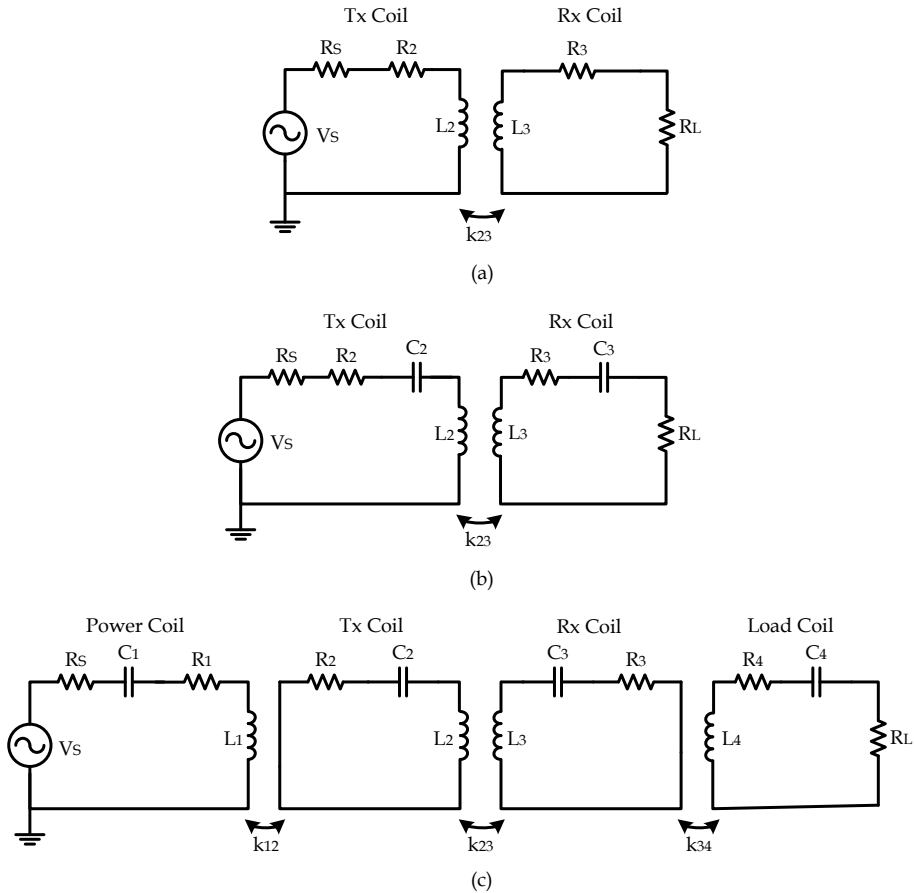 Tx Coil Rx Coil
RS R2 R3
VS L2 L3 RL
k23
(a)
Tx Coil Rx Coil
RS R2 C2 R3 C3
VS L2 L3 RL
k23
(b)
Power Coil Tx Coil Rx Coil Load Coil
RS C1 R1 R2 C2 C3 R3 R4 C4
VS L1 L2 L3 L4 RL
k12 k23 k34
(c)